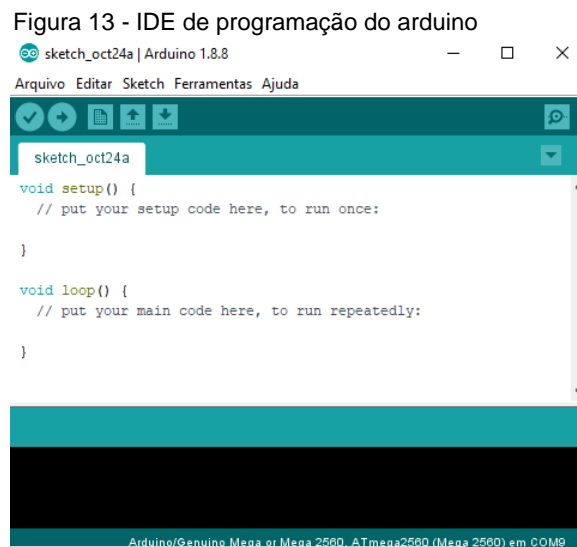 Figura 13 - IDE de programação do arduino
sketch_oct24a | Arduino 1.8.8
Arquivo Editar Sketch Ferramentas Ajuda
sketch_oct24a
void setup() {
// put your setup code here, to run once:
}
void loop() {
// put your main code here, to run repeatedly:
}
Arduino/Genuino Mega or Mega 2560, ATmega2560 (Mega 2560) em COM9